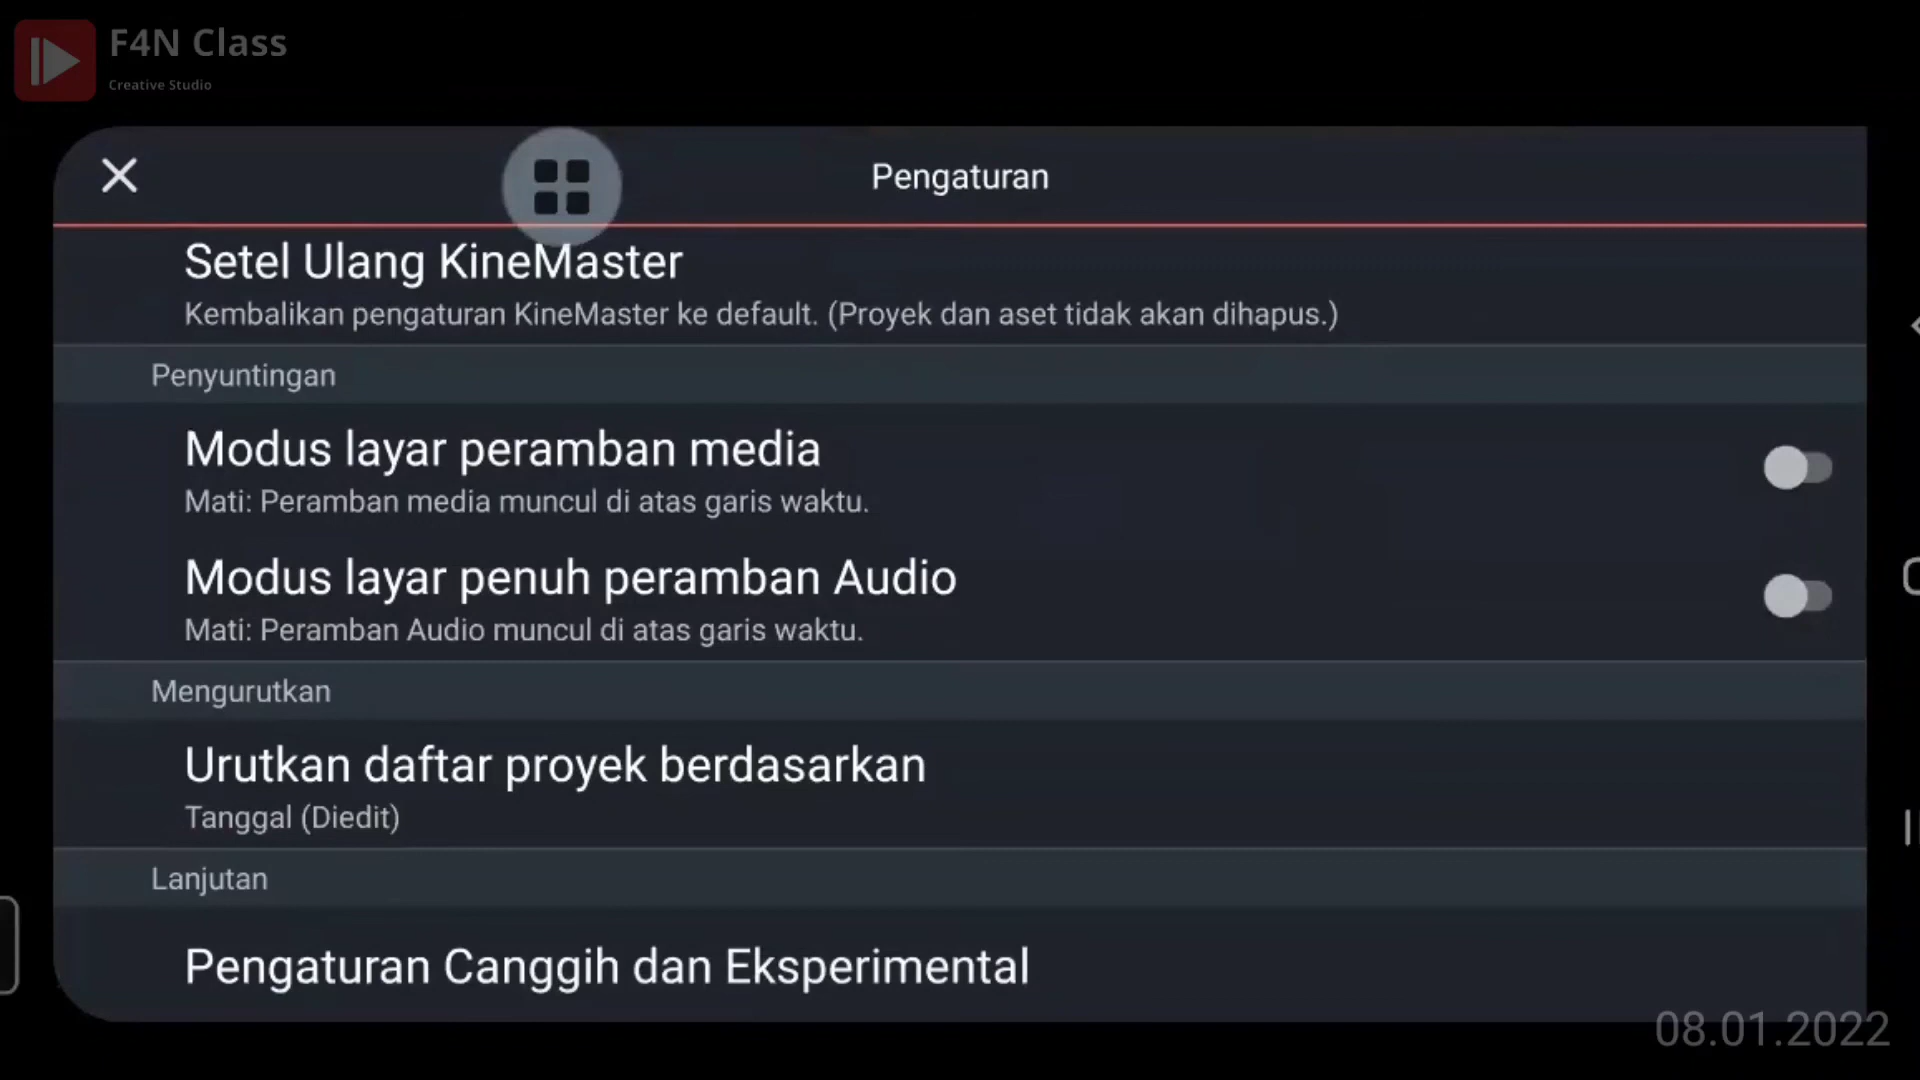 F4N Class
Creative Studio
Pengaturan
Setel Ulang KineMaster
Kembalikan pengaturan KineMaster ke default. (Proyek dan aset tidak akan dihapus.)
Penyuntingan
Modus layar peramban media
Mati: Peramban media muncul di atas garis waktu.
Modus layar penuh peramban Audio
Mati: Peramban Audio muncul di atas garis waktu.
Mengurutkan
Urutkan daftar proyek berdasarkan
Tanggal (Diedit)
Lanjutan
Pengaturan Canggih dan Eksperimental
08.01.2022